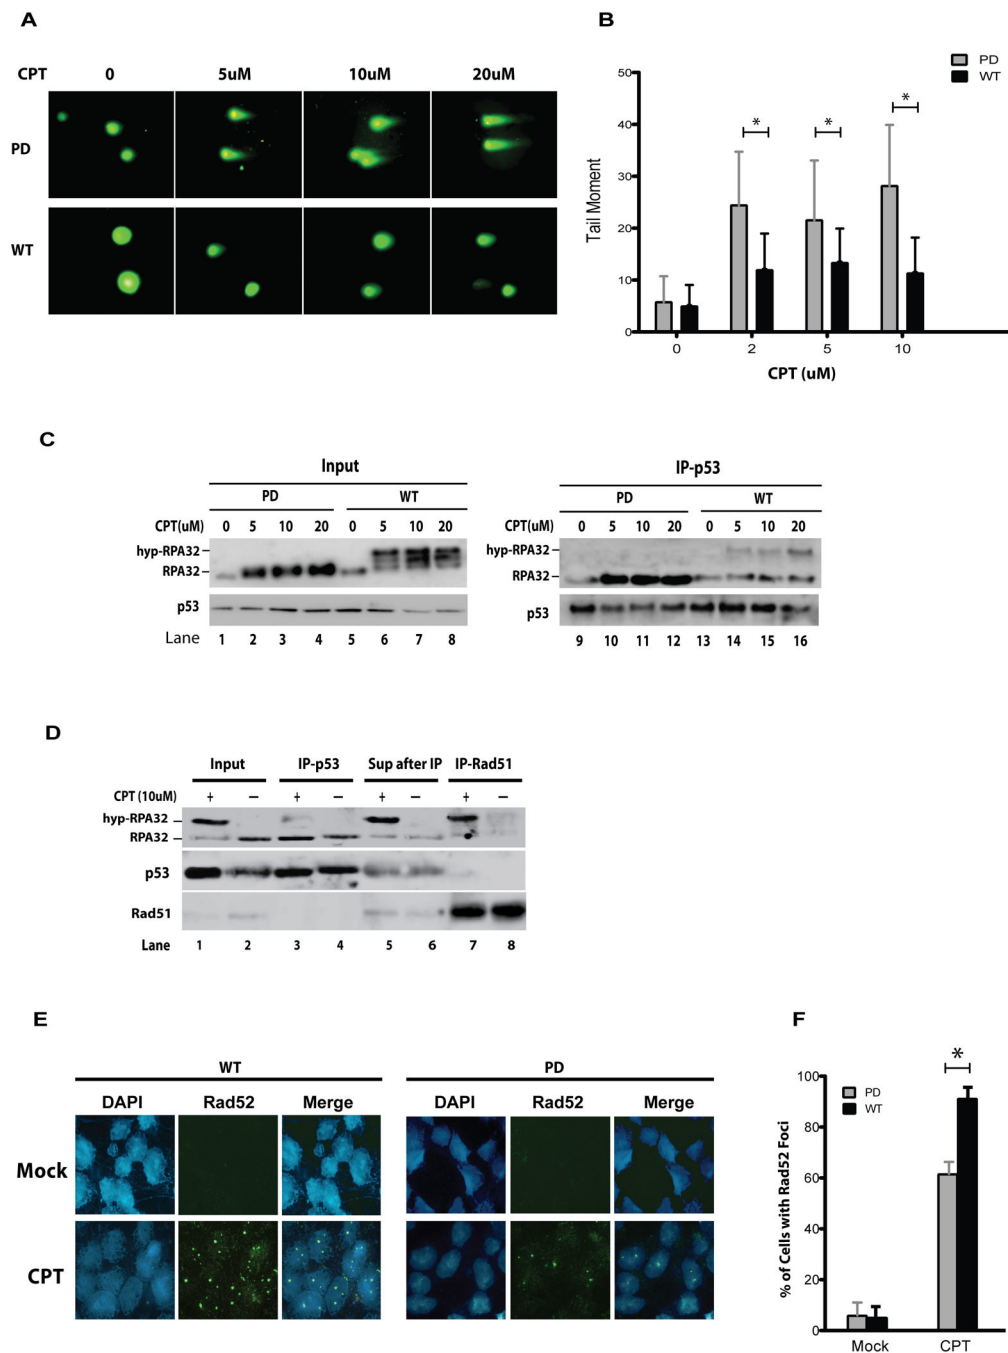 A
CPT 0 5uM 10uM 20uM
PD
WT
B
PD
WT
50
40
30
20
10
0
Tail Moment
* * *
0 2 5 10
CPT (uM)
C
Input
PD WT
CPT(uM) 0 5 10 20 0 5 10 20
hyp-RPA32
RPA32
p53
Lane 1 2 3 4 5 6 7 8
IP-p53
PD WT
CPT(uM) 0 5 10 20 0 5 10 20
hyp-RPA32
RPA32
p53
9 10 11 12 13 14 15 16
D
Input IP-p53 Sup after IP IP-Rad51
CPT (10uM) + — + — + — + —
hyp-RPA32
RPA32
p53
Rad51
Lane 1 2 3 4 5 6 7 8
E
WT PD
DAPI Rad52 Merge DAPI Rad52 Merge
Mock
CPT
F
*
PD
WT
100
80
60
40
20
0
% of Cells with Rad52 Foci
Mock CPT